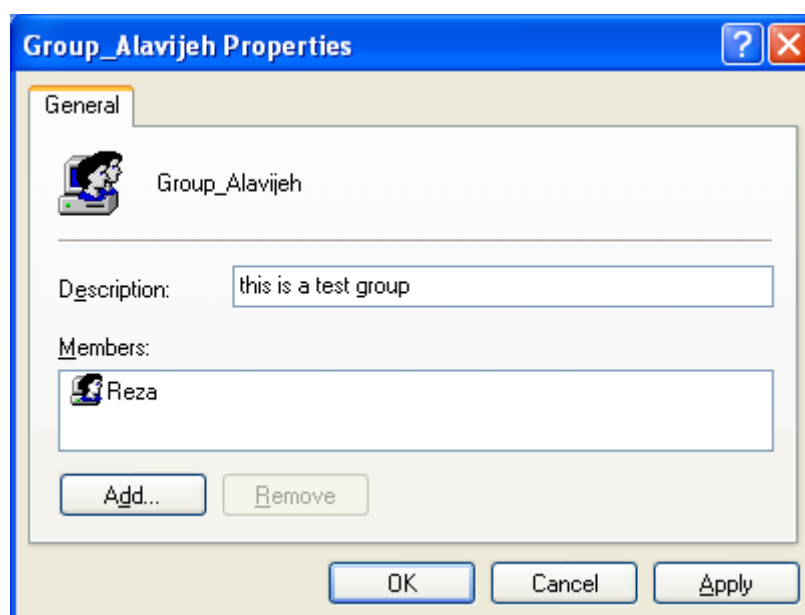 Group_Alavijeh Properties
General
Group_Alavijeh
Description: this is a test group
Members:
Reza
Add... Remove
OK Cancel Apply